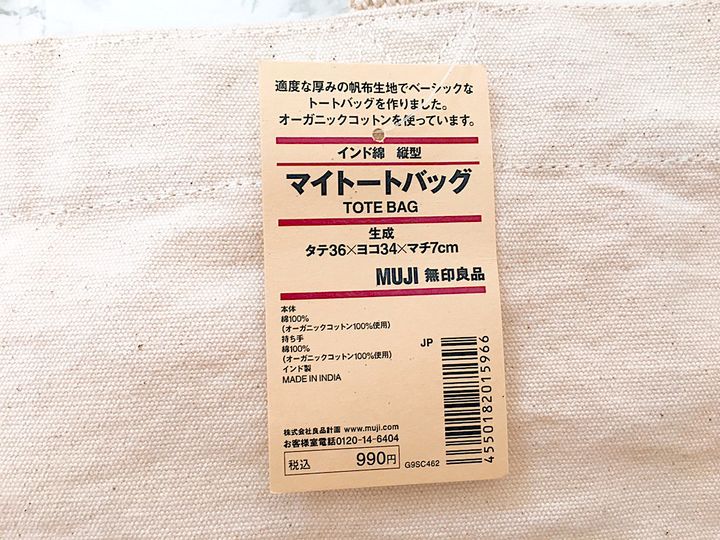 適度な厚みの帆布生地でベーシックな
トートバッグを作りました。
オーガニックコットンを使っています。
インド綿 縦型
マイトートバッグ
TOTE BAG
生成
タテ36×ヨコ34×マチ7cm
MUJI 無印良品
本体
綿100%
(オーガニックコットン100%使用)
持ち手
綿100%
(オーガニックコットン100%使用)
インド製
MADE IN INDIA
JP
4550182015966
株式会社良品計画 www.muji.com
お客様室電話0120-14-6404
税込 990円
G9SC462